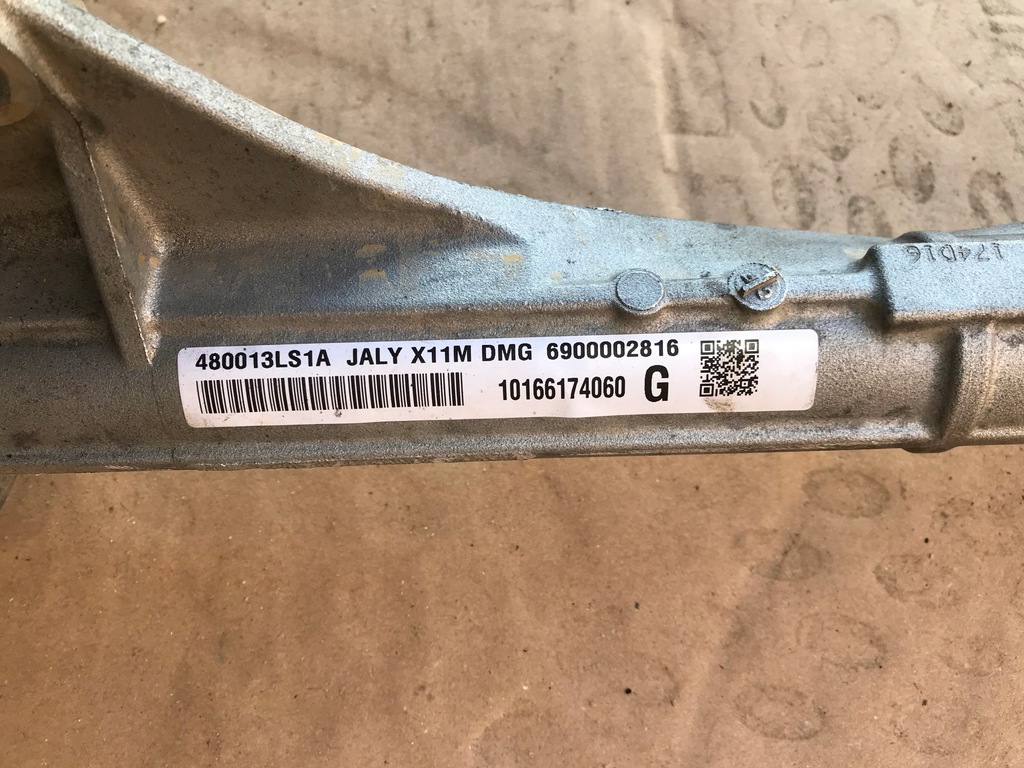 174D16
480013LS1A JALY X11M DMG 6900002816
10166174060 G